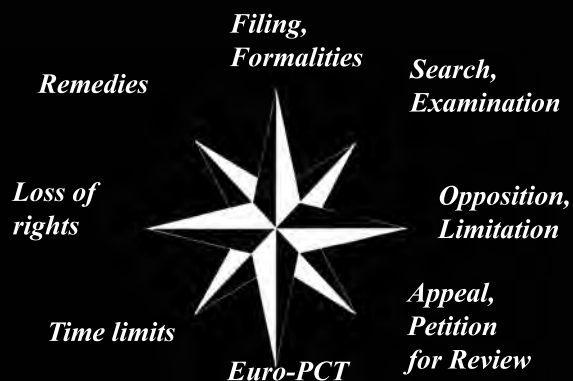 Filing,
Formalities
Remedies
Search,
Examination
Loss of
rights
Opposition,
Limitation
Time limits
Appeal,
Petition
for Review
Euro-PCT